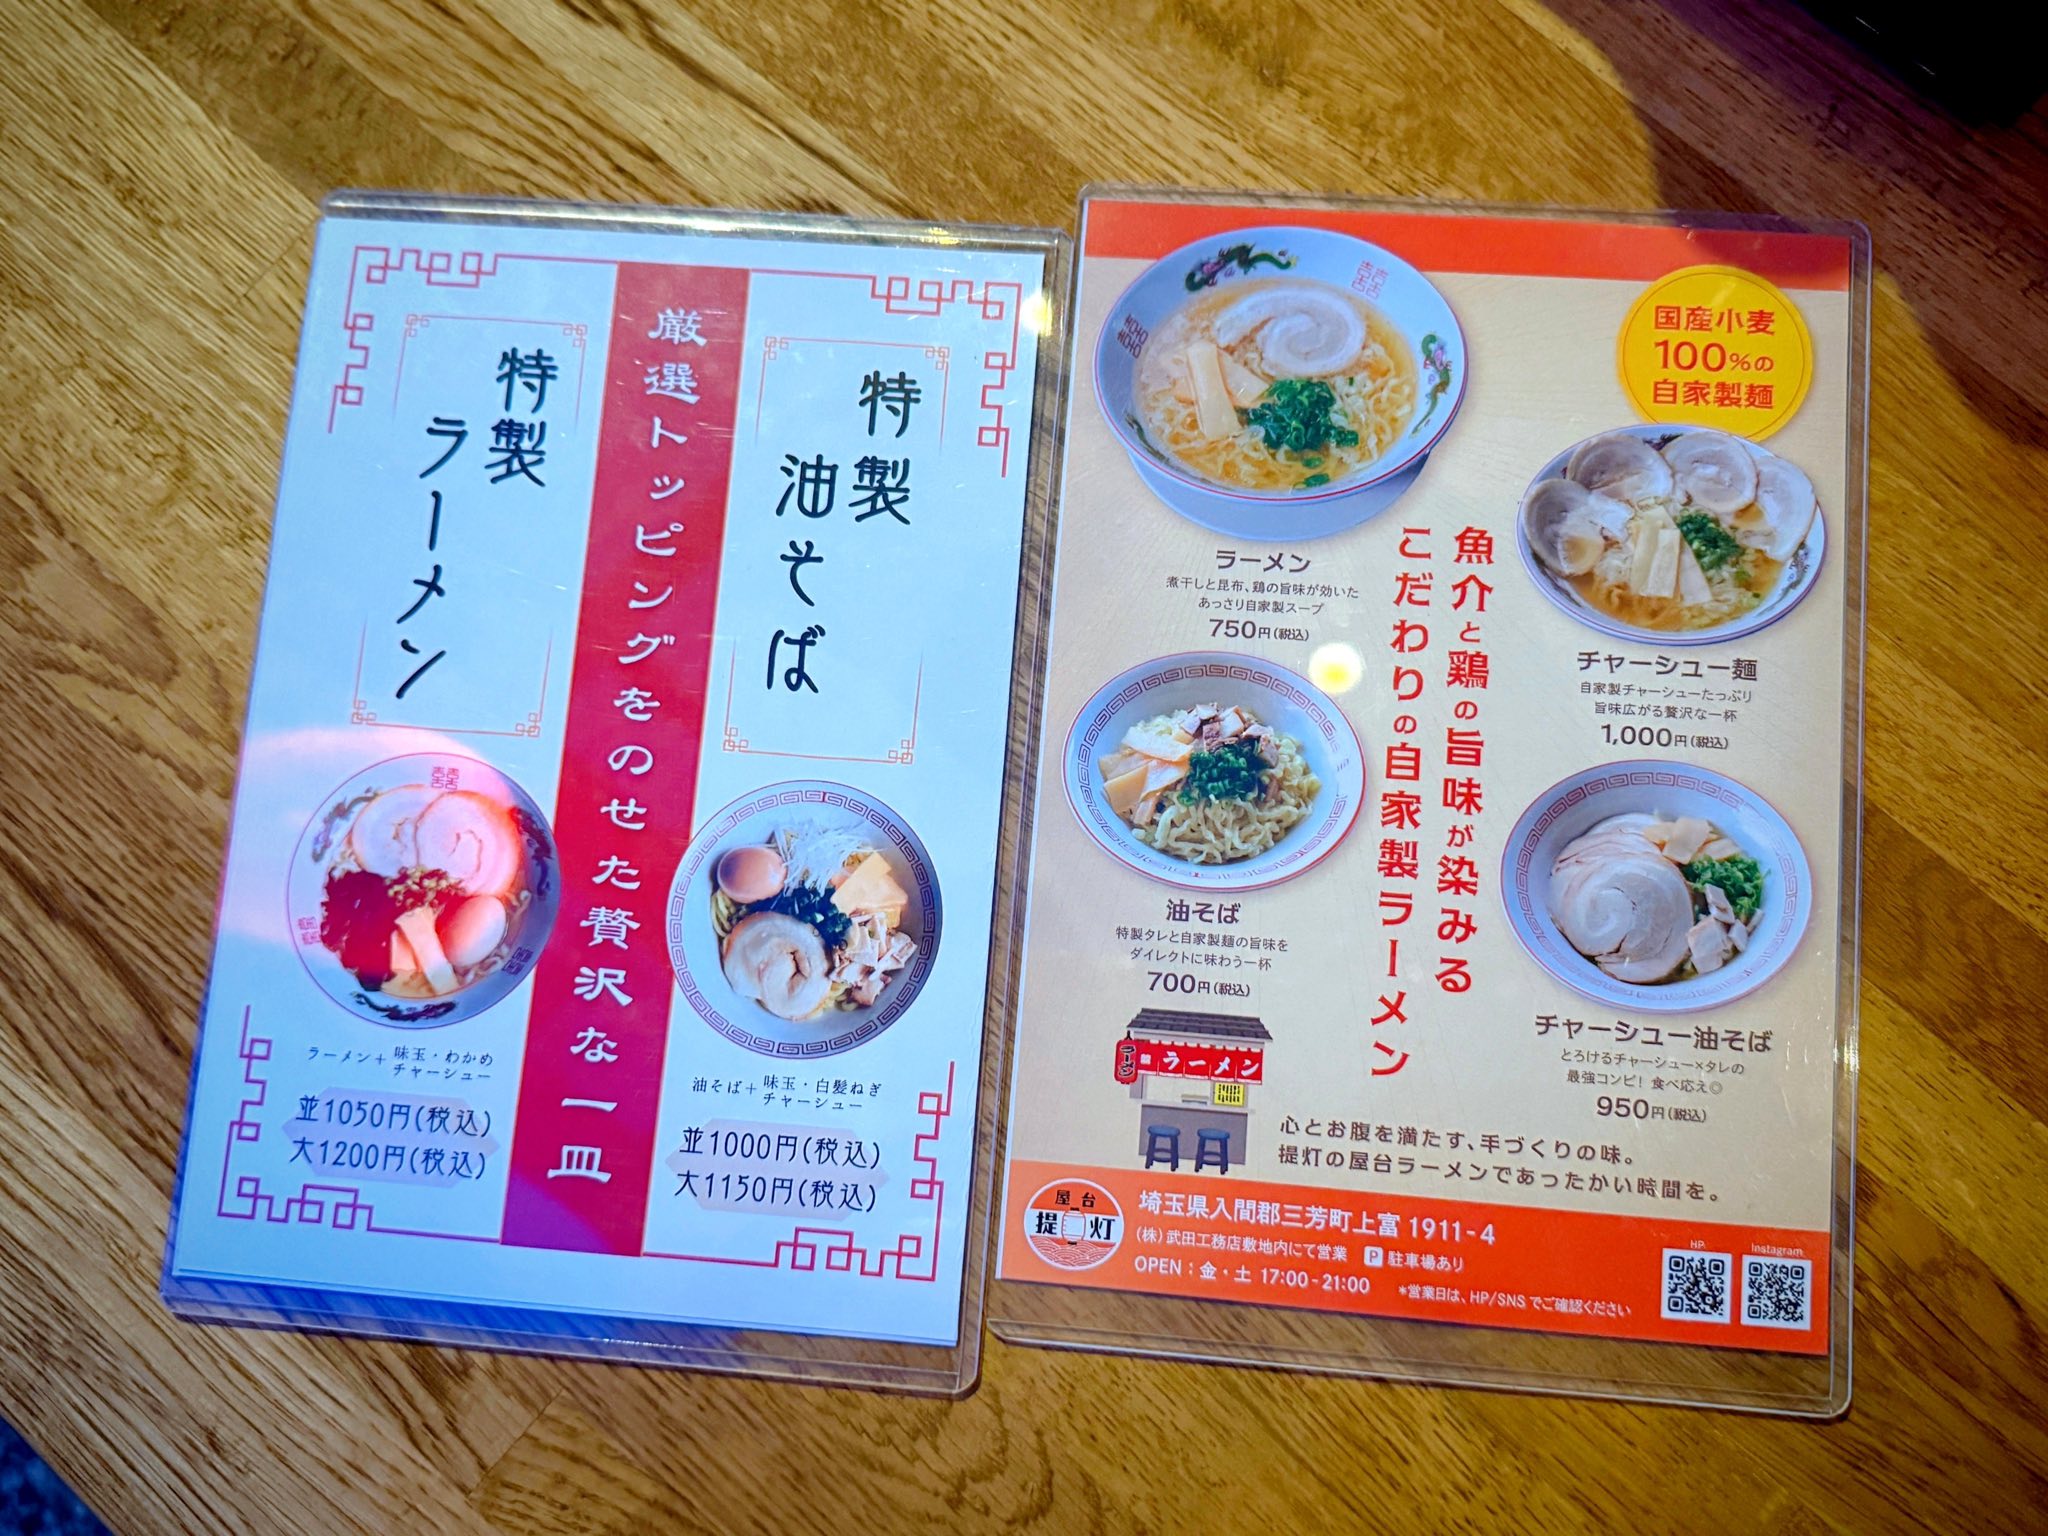 特製
油そば
厳選トッピングをのせた贅沢な一皿
特製
ラーメン
ラーメン+味玉・わかめ
チャーシュー
並1050円(税込)
大1200円(税込)
油そば+味玉・白髪ねぎ
チャーシュー
並1000円(税込)
大1150円(税込)
国産小麦
100%の
自家製麺
魚介と鶏の旨味が染みる
こだわりの自家製ラーメン
ラーメン
煮干しと昆布、鶏の旨味が効いた
あっさり自家製スープ
750円(税込)
チャーシュー麺
自家製チャーシューたっぷり
旨味広がる贅沢な一杯
1,000円(税込)
油そば
特製タレと自家製麺の旨味を
ダイレクトに味わう一杯
700円(税込)
チャーシュー油そば
とろけるチャーシュー×タレの
最強コンビ!食べ応え◎
950円(税込)
ラーメン
ラーメン
心とお腹を満たす、手づくりの味。
提灯の屋台ラーメンであったかい時間を。
屋台
提灯
埼玉県入間郡三芳町上富 1911-4
(株)武田工務店敷地内にて営業 P 駐車場あり
OPEN:金・土 17:00-21:00
*営業日は、HP/SNSでご確認ください
HP
Instagram